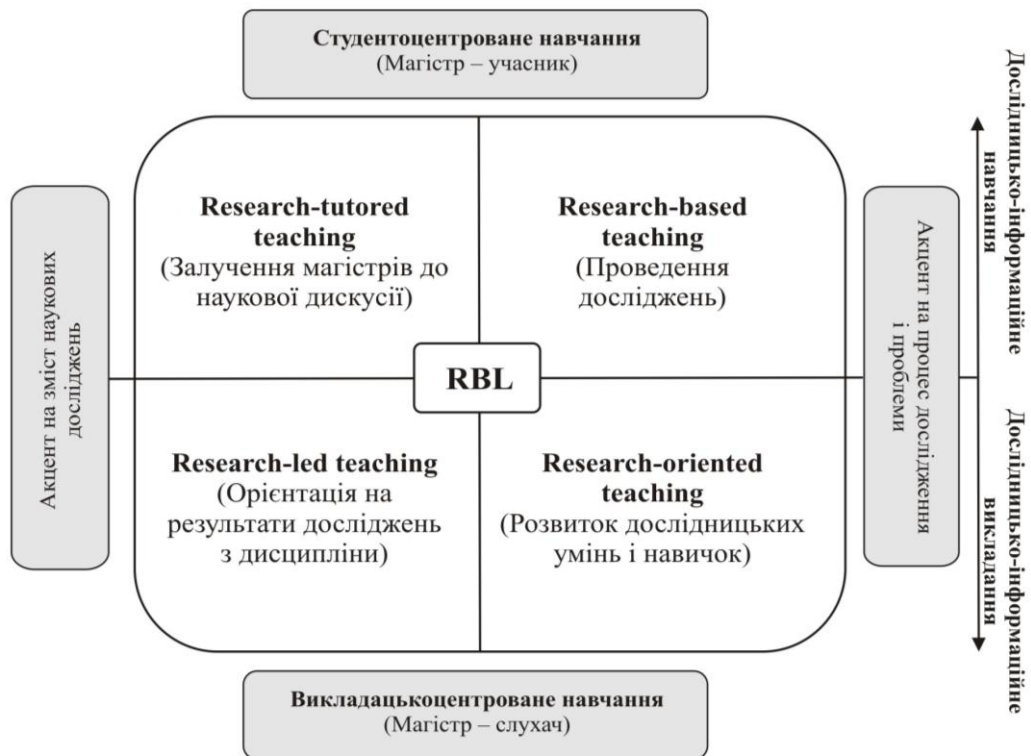 Студентоцентроване навчання
(Магістр – учасник)
Акцент на зміст наукових
досліджень
Research-tutored
teaching
(Залучення магістрів до
наукової дискусії)
Research-based
teaching
(Проведення
досліджень)
RBL
Research-led teaching
(Орієнтація на
результати досліджень
з дисципліни)
Research-oriented
teaching
(Розвиток дослідницьких
умінь і навичок)
Акцент на процес дослідження
і проблеми
Дослідницько-інформаційне
навчання
Дослідницько-інформаційне
викладання
Викладацькоцентроване навчання
(Магістр – слухач)